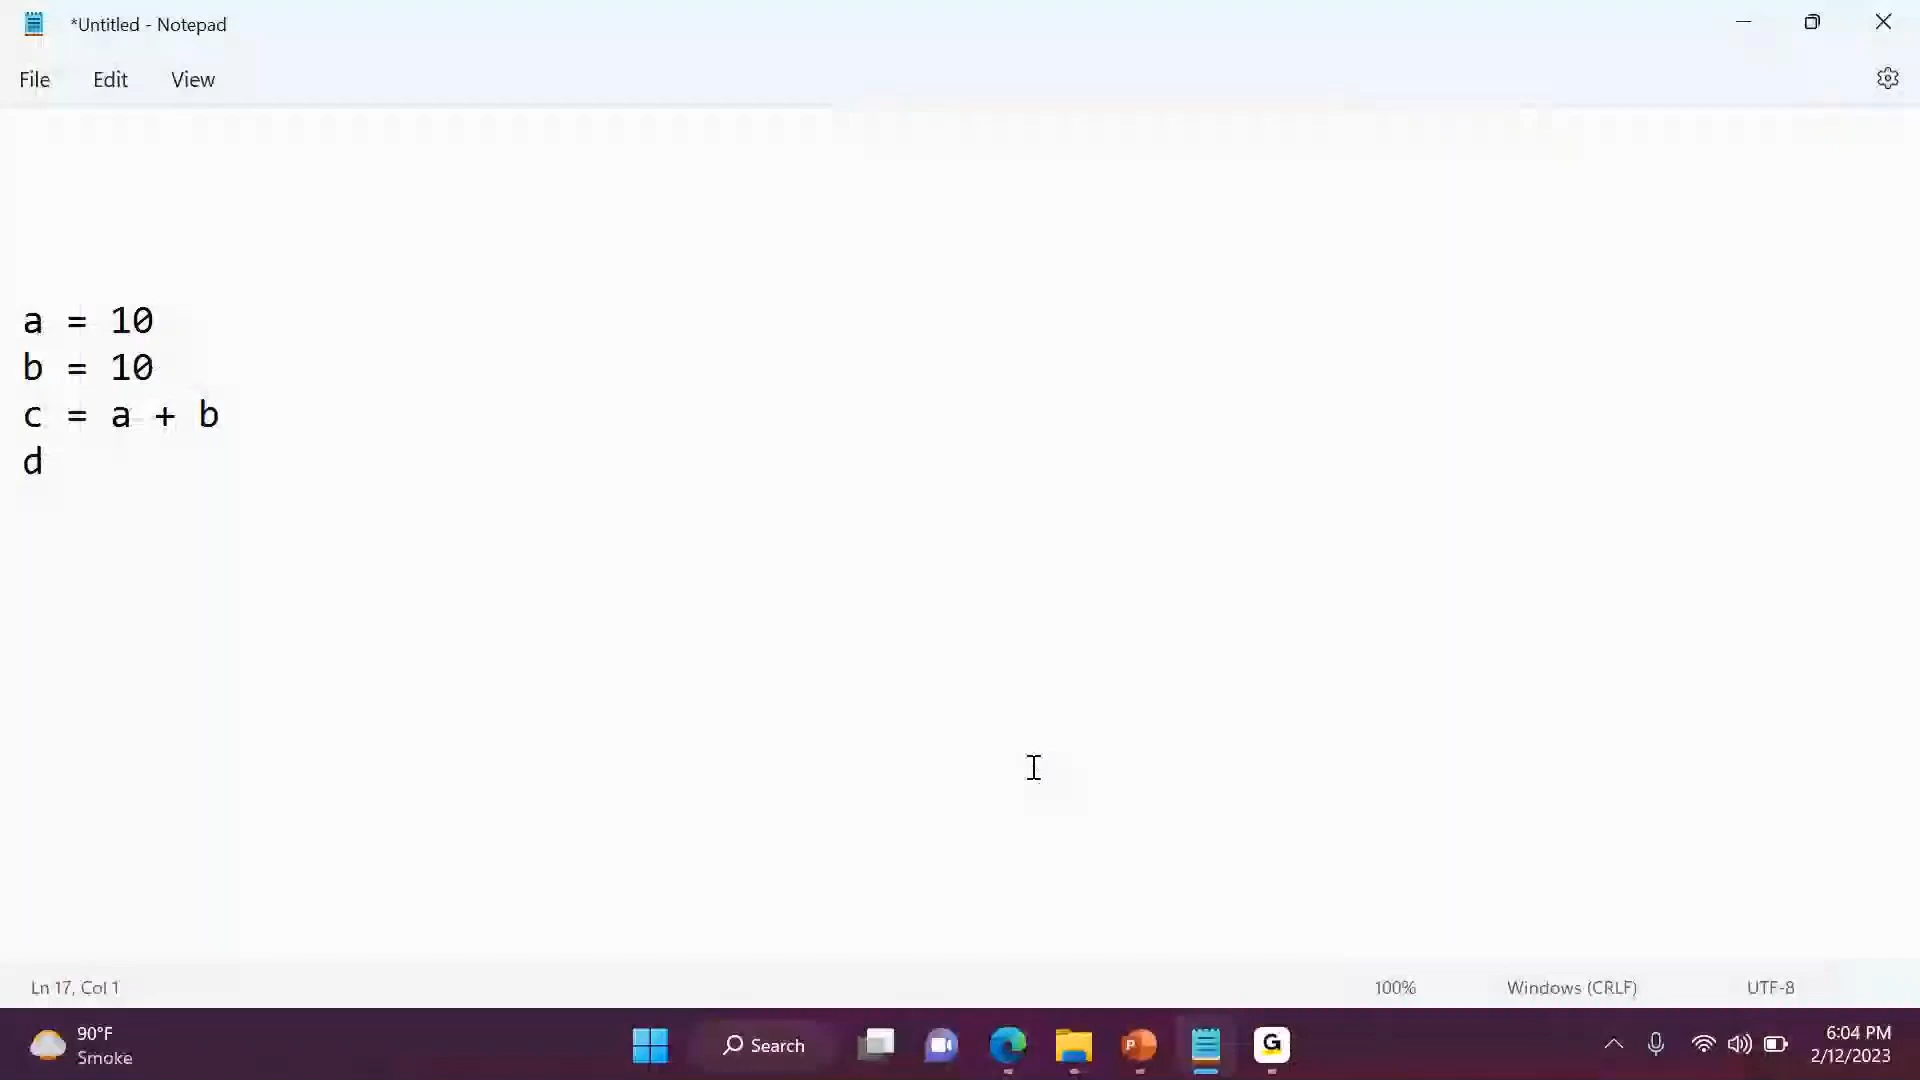 *Untitled - Notepad
File Edit View
a = 10
b = 10
c = a + b
d
Ln 17, Col 1 100% Windows (CRLF) UTF-8
90°F
Smoke
Search
P
G
6:04 PM
2/12/2023